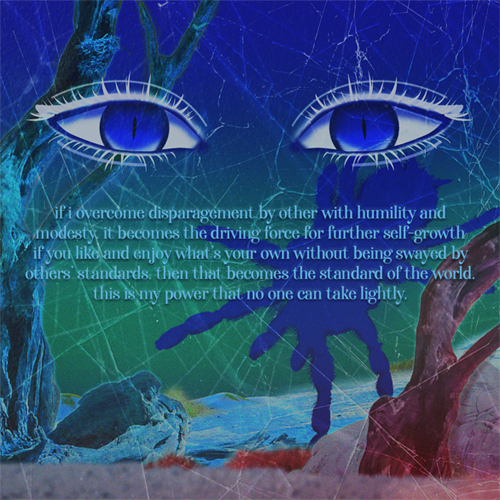 if i overcome disparagement by other with humility and
modesty, it becomes the driving force for further self-growth
if you like and enjoy what's your own without being swayed by
others' standards, then that becomes the standard of the world.
this is my power that no one can take lightly.